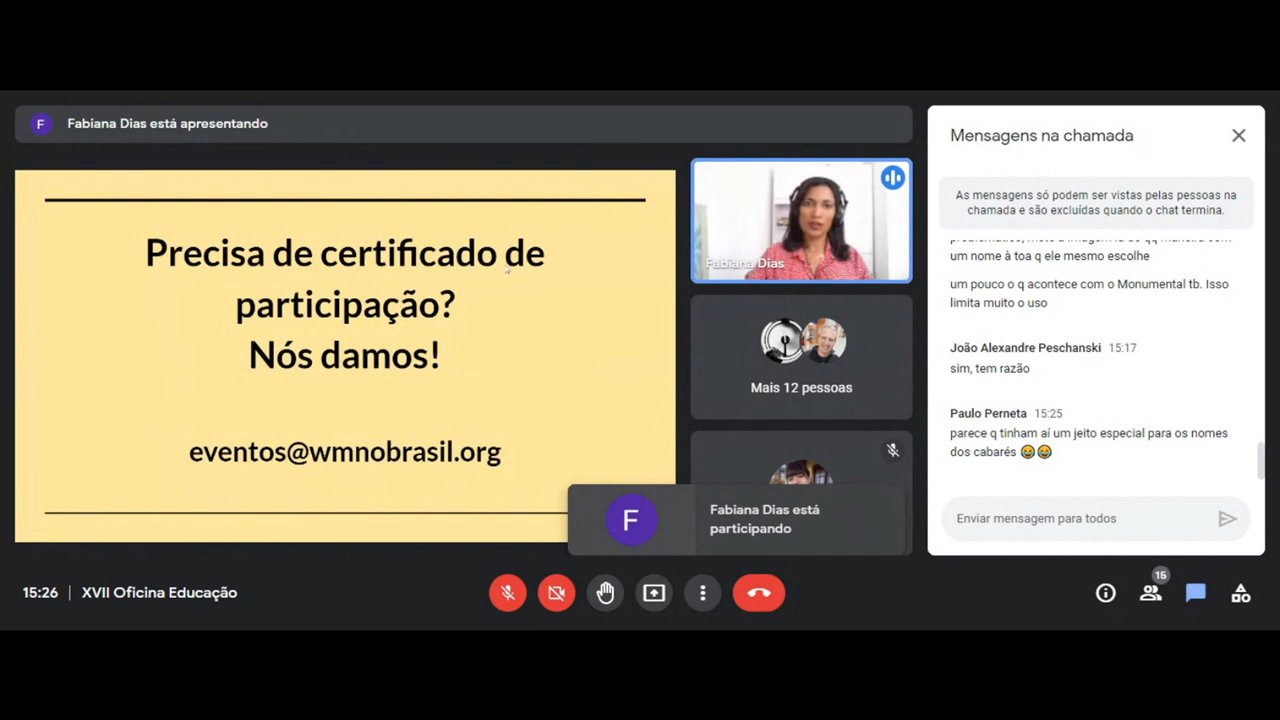 Fabiana Dias está apresentando
F
Precisa de certificado de
participação?
Nós damos!
eventos@wmnobrasil.org
Fabiana Dias
Mais 12 pessoas
F
Fabiana Dias está
participando
Mensagens na chamada
As mensagens só podem ser vistas pelas pessoas na
chamada e são excluídas quando o chat termina.
um nome à toa q ele mesmo escolhe
um pouco o q acontece com o Monumental tb. Isso
limita muito o uso
João Alexandre Peschanski 15:17
sim, tem razão
Paulo Perneta 15:25
parece q tinham aí um jeito especial para os nomes
dos cabarés 😂😂
Enviar mensagem para todos
15:26 | XVII Oficina Educação
15